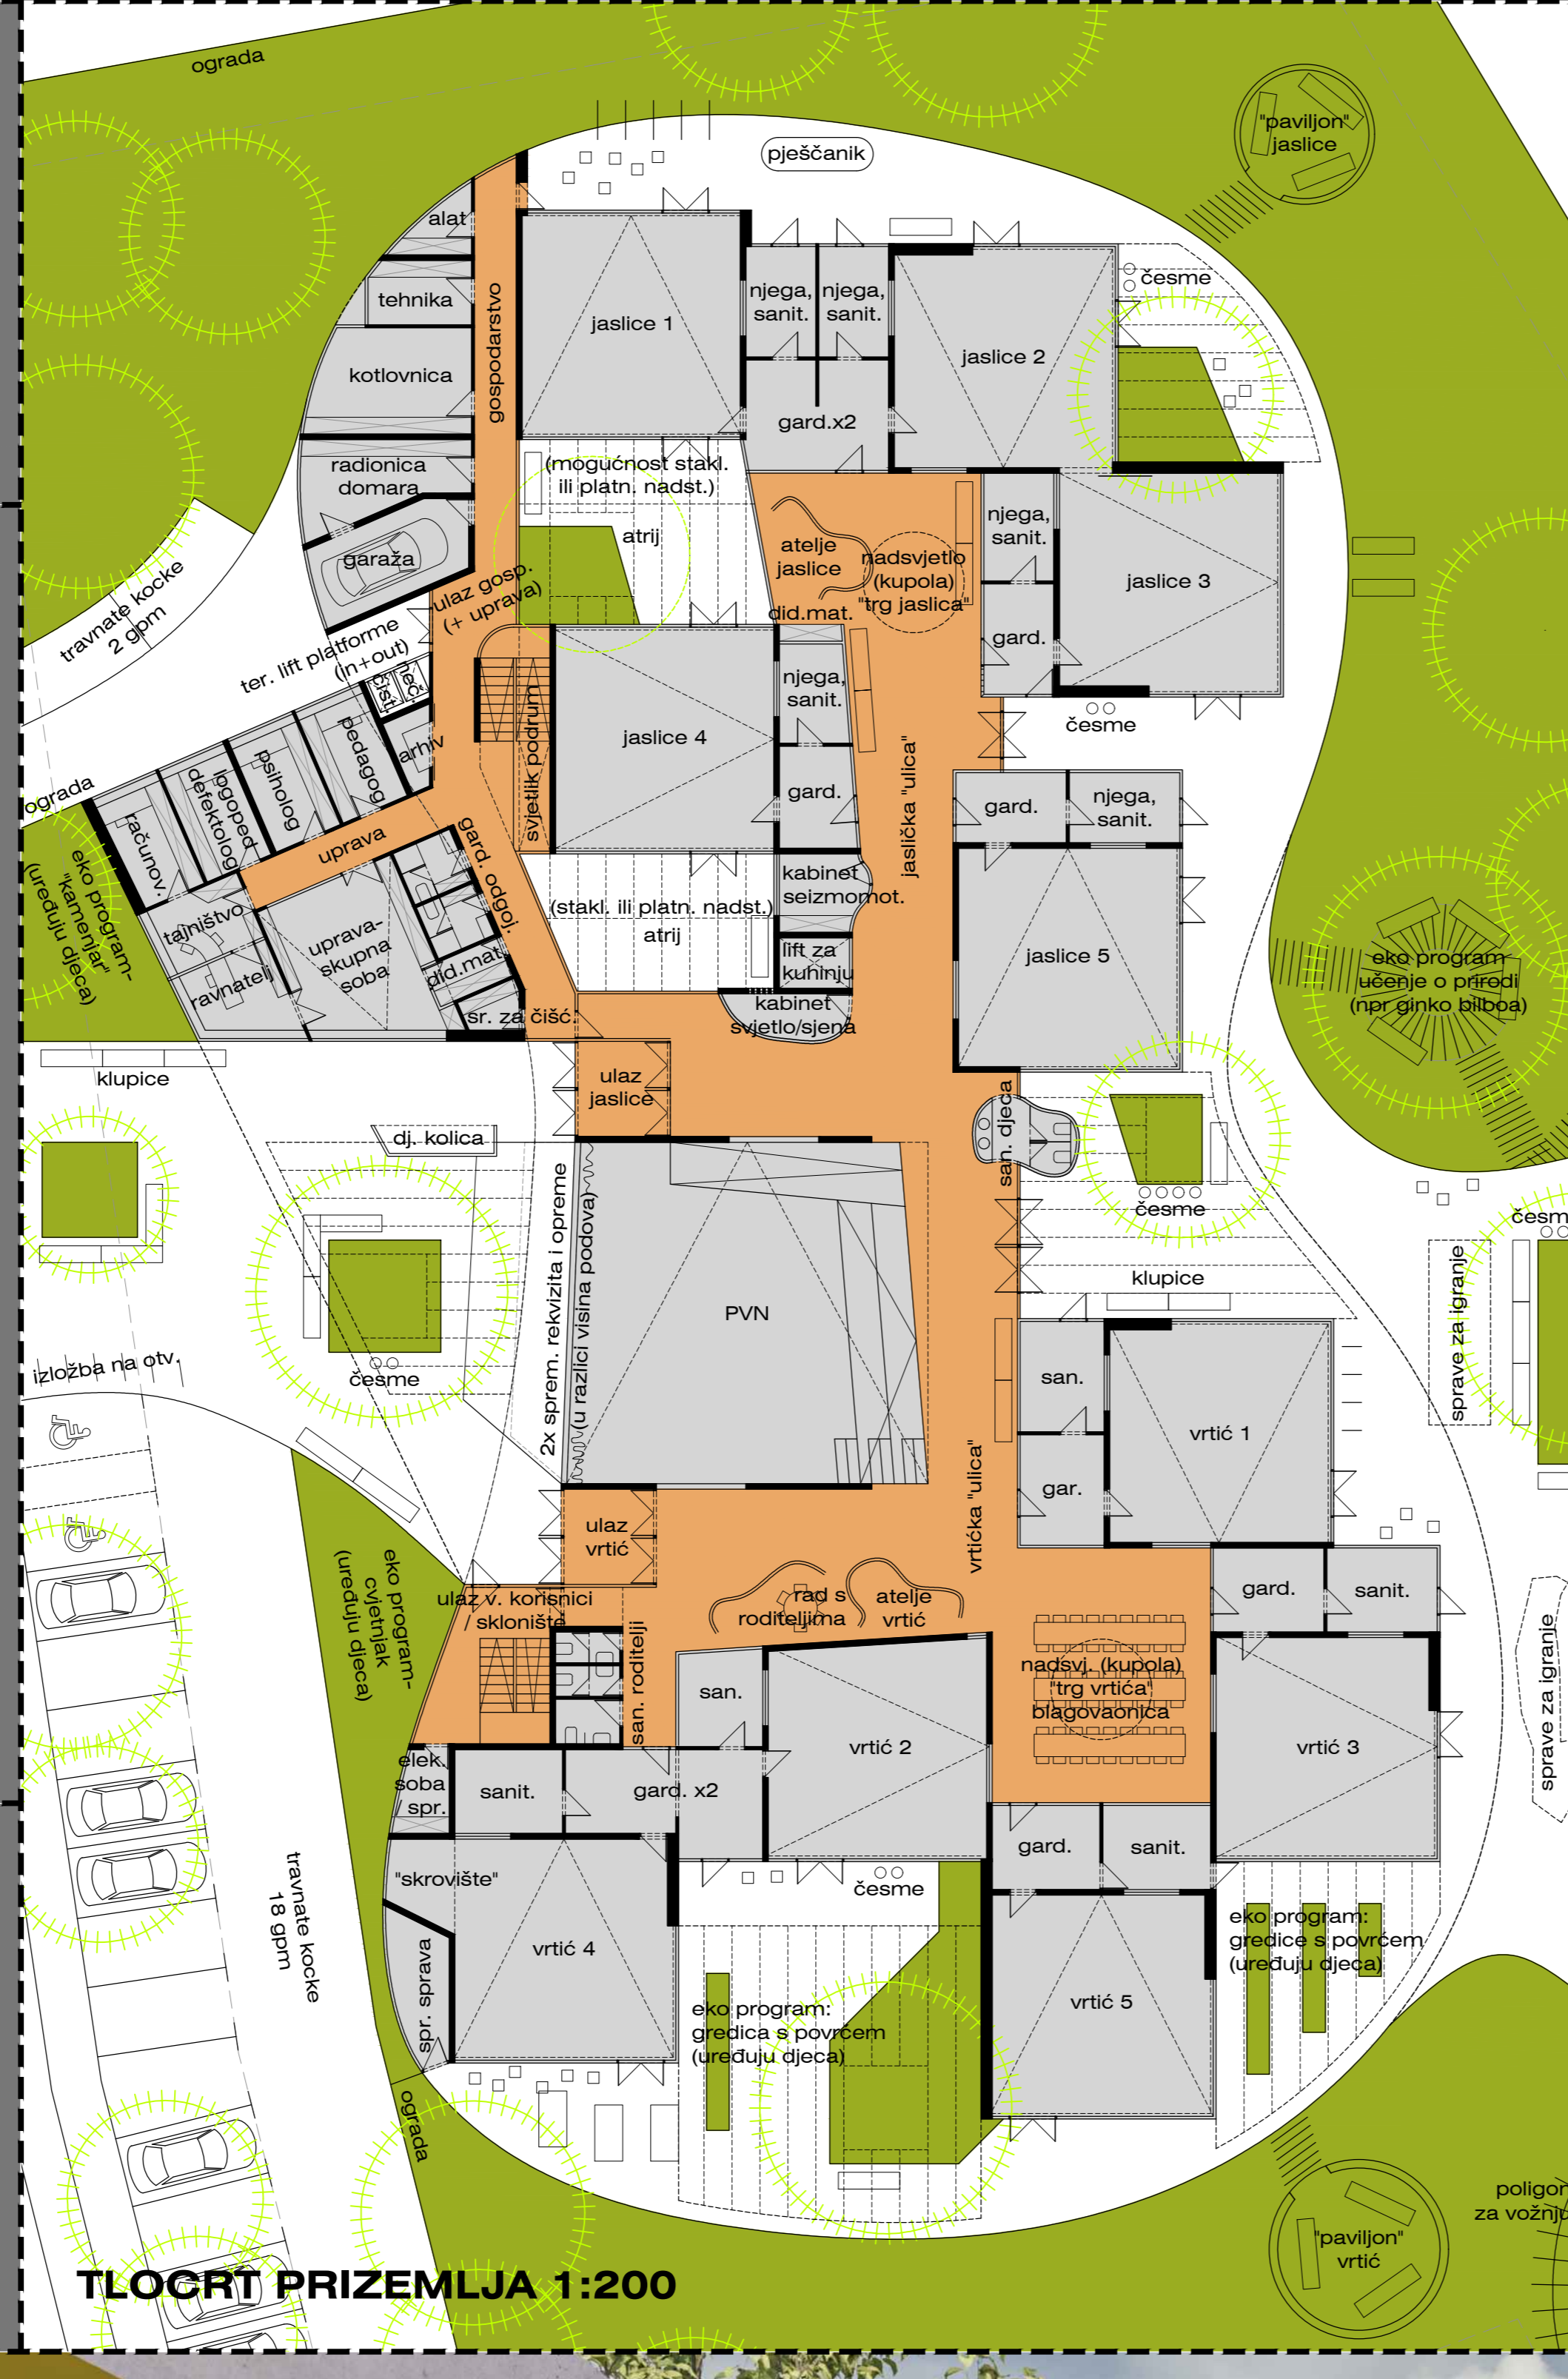 ograda
"paviljon"
jaslice
pješčanik
alat
tehnika
kotlovnica
radionica
domara
garaža
gospodarstvo
jaslice 1
njega,
sanit.
njega,
sanit.
gard.x2
jaslice 2
česme
(mogućnost stakl.
ili platn. nadst.)
atrij
atelje
jaslice
nadsvjetlo
(kupola)
"trg jaslica"
did.mat.
njega,
sanit.
gard.
jaslice 3
česme
travnate kocke
2 gpm
ulaz gosp.
(+ uprava)
ter. lift platforme
(in+out)
čist.
neč.
arhiv
pedagog
psiholog
logoped
defektolog
računov.
ograda
eko program-
"kamenjar"
(uređuju djeca)
uprava
tajništvo
ravnatelj
uprava-
skupna
soba
gard. odgoj.
did.mat.
sr. za čišć.
svjetlik podrum
jaslice 4
njega,
sanit.
gard.
jaslička "ulica"
gard.
njega,
sanit.
jaslice 5
(stakl. ili platn. nadst.)
atrij
kabinet
seizmomot.
lift za
kuhinju
kabinet
svjetlo/sjena
eko program
učenje o prirodi
(npr ginko bilboa)
klupice
ulaz
jaslice
dj. kolica
san. djeca
česme
klupice
česm
sprave za igranje
2x sprem. rekvizita i opreme
(u razlici visina podova)
PVN
česme
izložba na otv.
san.
gar.
vrtić 1
vrtićka "ulica"
ulaz
vrtić
eko program-
cvjetnjak
(uređuju djeca)
ulaz v. korisnici
sklonište
san. roditelji
rad s
roditeljima
atelje
vrtić
nadsvj. (kupola)
"trg vrtića"
blagovaonica
gard.
sanit.
vrtić 3
sprave za igranje
san.
vrtić 2
elek.
soba
/ spr.
sanit.
gard. x2
gard.
sanit.
"skrovište"
vrtić 4
spr. sprava
česme
travnate kocke
18 gpm
eko program:
gredica s povrćem
(uređuju djeca)
vrtić 5
eko program:
gredice s povrćem
(uređuju djeca)
ograda
"paviljon"
vrtić
poligon
za vožnju
TLOCRT PRIZEMLJA 1:200